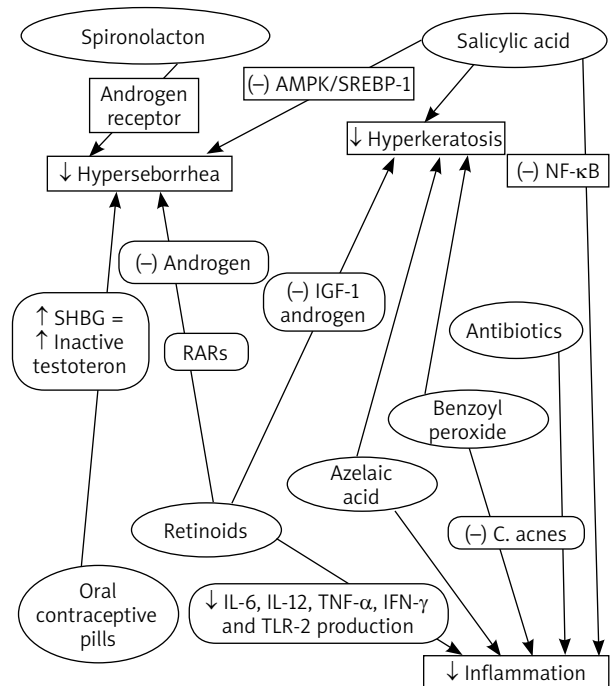 Spironolacton
Salicylic acid
(–) AMPK/SREBP-1
Androgen
receptor
↓ Hyperkeratosis
↓ Hyperseborrhea
(–) NF-κB
(–) Androgen
(–) IGF-1
androgen
↑ SHBG =
↑ Inactive
testoteron
Antibiotics
RARs
Benzoyl
peroxide
Azelaic
acid
Retinoids
(–) C. acnes
Oral
contraceptive
pills
↓ IL-6, IL-12, TNF-α, IFN-γ
and TLR-2 production
↓ Inflammation